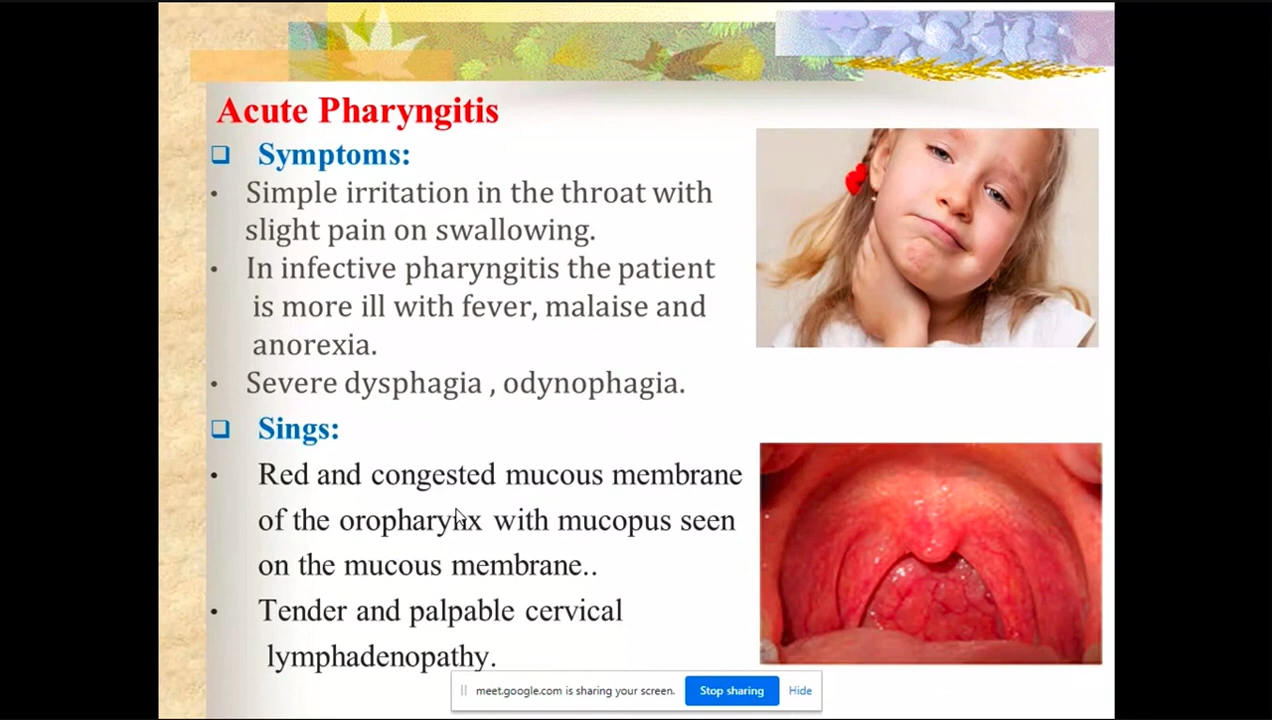 Acute Pharyngitis
❑ Symptoms:
• Simple irritation in the throat with
slight pain on swallowing.
• In infective pharyngitis the patient
is more ill with fever, malaise and
anorexia.
• Severe dysphagia , odynophagia.
❑ Sings:
• Red and congested mucous membrane
of the oropharynx with mucopus seen
on the mucous membrane..
• Tender and palpable cervical
lymphadenopathy.
meet.google.com is sharing your screen. Stop sharing Hide